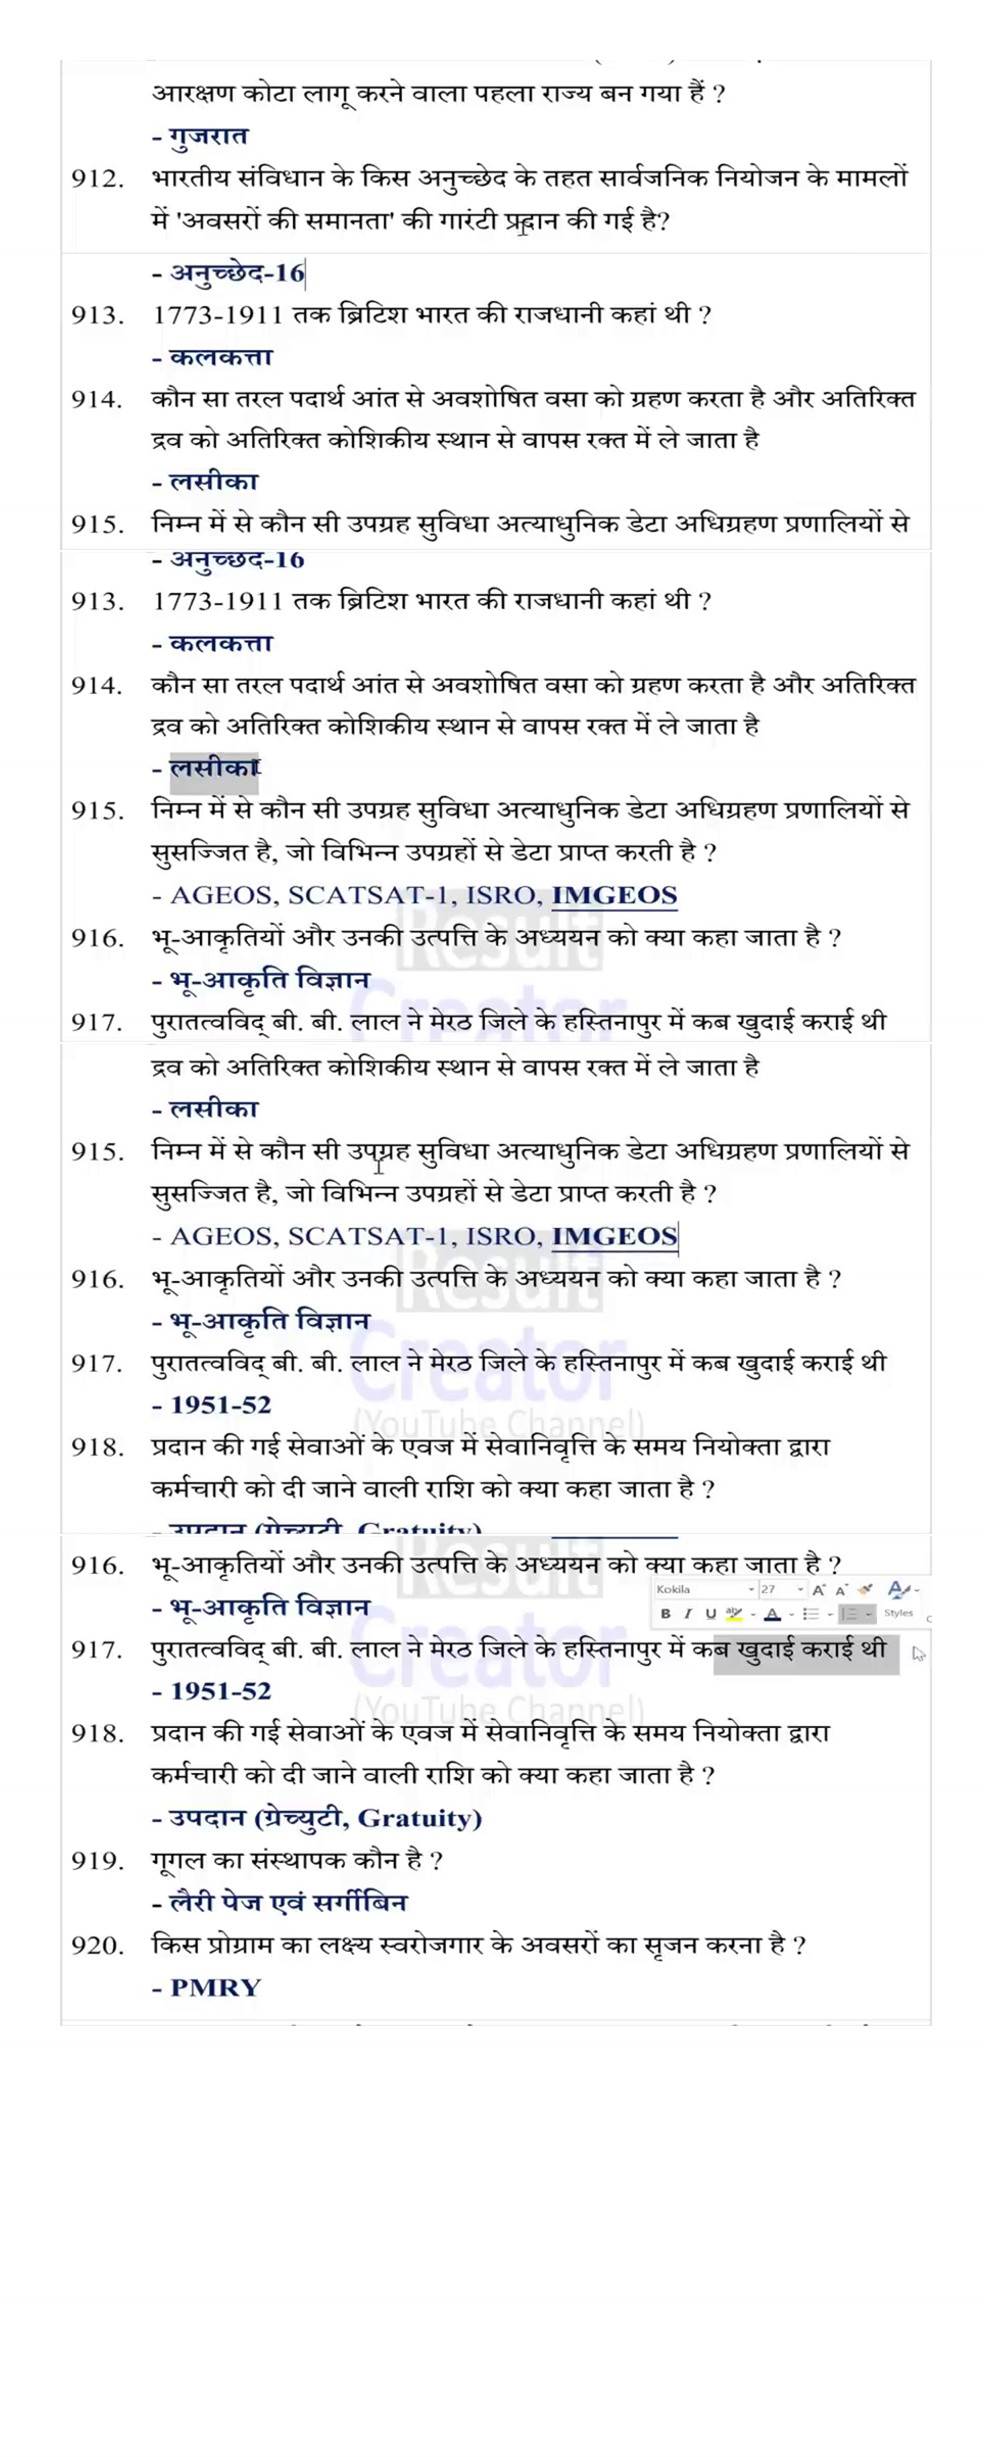 आरक्षण कोटा लागू करने वाला पहला राज्य बन गया हैं ?
- गुजरात
912. भारतीय संविधान के किस अनुच्छेद के तहत सार्वजनिक नियोजन के मामलों
में 'अवसरों की समानता' की गारंटी प्रदान की गई है?
- अनुच्छेद-16
913. 1773-1911 तक ब्रिटिश भारत की राजधानी कहां थी ?
- कलकत्ता
914. कौन सा तरल पदार्थ आंत से अवशोषित वसा को ग्रहण करता है और अतिरिक्त
द्रव को अतिरिक्त कोशिकीय स्थान से वापस रक्त में ले जाता है
- लसीका
915. निम्न में से कौन सी उपग्रह सुविधा अत्याधुनिक डेटा अधिग्रहण प्रणालियों से
- अनुच्छेद-16
913. 1773-1911 तक ब्रिटिश भारत की राजधानी कहां थी ?
- कलकत्ता
914. कौन सा तरल पदार्थ आंत से अवशोषित वसा को ग्रहण करता है और अतिरिक्त
द्रव को अतिरिक्त कोशिकीय स्थान से वापस रक्त में ले जाता है
- लसीका
915. निम्न में से कौन सी उपग्रह सुविधा अत्याधुनिक डेटा अधिग्रहण प्रणालियों से
सुसज्जित है, जो विभिन्न उपग्रहों से डेटा प्राप्त करती है ?
- AGEOS, SCATSAT-1, ISRO, IMGEOS
Result
916. भू-आकृतियों और उनकी उत्पत्ति के अध्ययन को क्या कहा जाता है ?
- भू-आकृति विज्ञान
Creator
917. पुरातत्वविद् बी. बी. लाल ने मेरठ जिले के हस्तिनापुर में कब खुदाई कराई थी
द्रव को अतिरिक्त कोशिकीय स्थान से वापस रक्त में ले जाता है
- लसीका
915. निम्न में से कौन सी उपग्रह सुविधा अत्याधुनिक डेटा अधिग्रहण प्रणालियों से
सुसज्जित है, जो विभिन्न उपग्रहों से डेटा प्राप्त करती है ?
- AGEOS, SCATSAT-1, ISRO, IMGEOS
Result
916. भू-आकृतियों और उनकी उत्पत्ति के अध्ययन को क्या कहा जाता है ?
- भू-आकृति विज्ञान
Creator
917. पुरातत्वविद् बी. बी. लाल ने मेरठ जिले के हस्तिनापुर में कब खुदाई कराई थी
- 1951-52
(YouTube Channel)
918. प्रदान की गई सेवाओं के एवज में सेवानिवृत्ति के समय नियोक्ता द्वारा
कर्मचारी को दी जाने वाली राशि को क्या कहा जाता है ?
- उपदान (ग्रेच्युटी, Gratuity)
Result
916. भू-आकृतियों और उनकी उत्पत्ति के अध्ययन को क्या कहा जाता है ?
Kokila 27
- भू-आकृति विज्ञान
B I U Styles
Creator
917. पुरातत्वविद् बी. बी. लाल ने मेरठ जिले के हस्तिनापुर में कब खुदाई कराई थी
- 1951-52
(YouTube Channel)
918. प्रदान की गई सेवाओं के एवज में सेवानिवृत्ति के समय नियोक्ता द्वारा
कर्मचारी को दी जाने वाली राशि को क्या कहा जाता है ?
- उपदान (ग्रेच्युटी, Gratuity)
919. गूगल का संस्थापक कौन है ?
- लैरी पेज एवं सर्गीबिन
920. किस प्रोग्राम का लक्ष्य स्वरोजगार के अवसरों का सृजन करना है ?
- PMRY